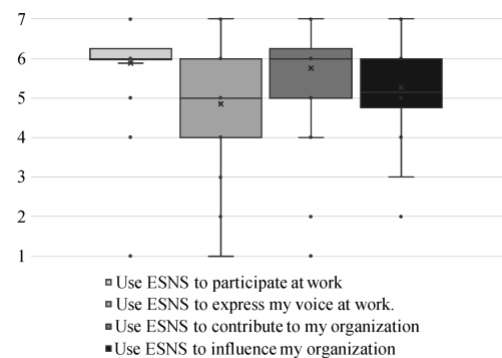 7
6
5
4
3
2
1
Use ESNS to participate at work
Use ESNS to express my voice at work.
Use ESNS to contribute to my organization
Use ESNS to influence my organization